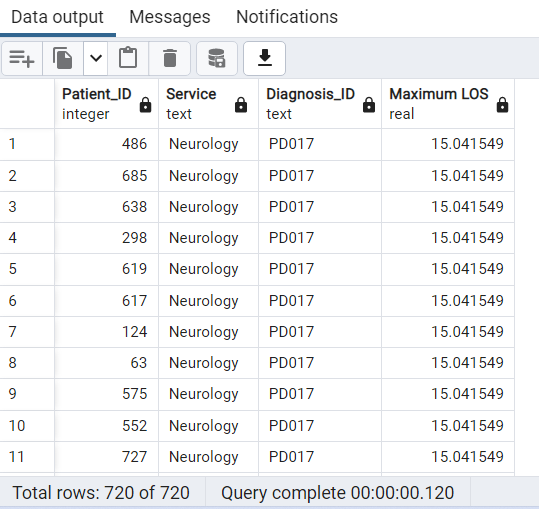 Data output Messages Notifications
Patient_ID Service Diagnosis_ID Maximum LOS
integer text text real
1 486 Neurology PD017 15.041549
2 685 Neurology PD017 15.041549
3 638 Neurology PD017 15.041549
4 298 Neurology PD017 15.041549
5 619 Neurology PD017 15.041549
6 617 Neurology PD017 15.041549
7 124 Neurology PD017 15.041549
8 63 Neurology PD017 15.041549
9 575 Neurology PD017 15.041549
10 552 Neurology PD017 15.041549
11 727 Neurology PD017 15.041549
Total rows: 720 of 720 Query complete 00:00:00.120